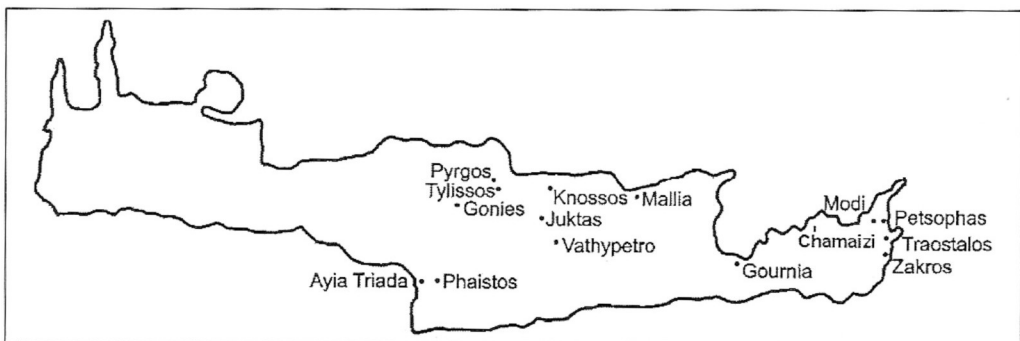 Pyrgos
Tylissos
Gonies
Knossos
Mallia
Juktas
Vathypetro
Ayia Triada
Phaistos
Gournia
Modi
Petsophas
Chamaizi
Traostalos
Zakros